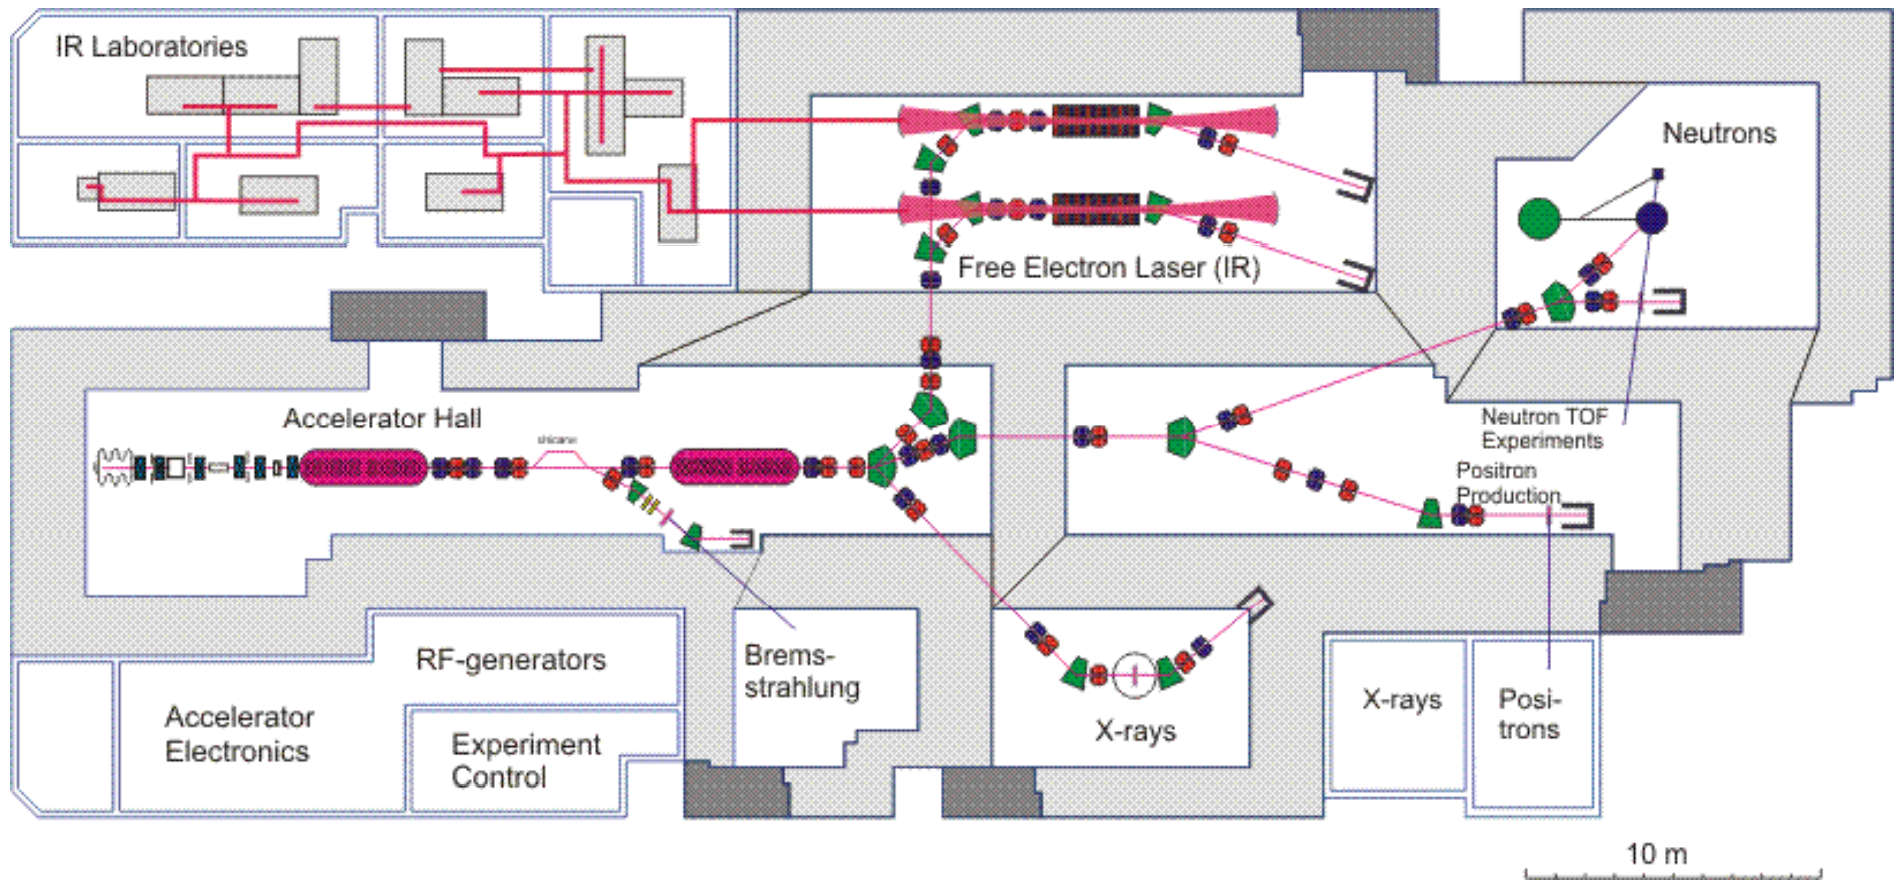 IR Laboratories
Neutrons
Free Electron Laser (IR)
Accelerator Hall
chicane
Neutron TOF
Experiments
Positron
Production
RF-generators
Brems-
strahlung
Accelerator
Electronics
Experiment
Control
X-rays
X-rays
Posi-
trons
10 m